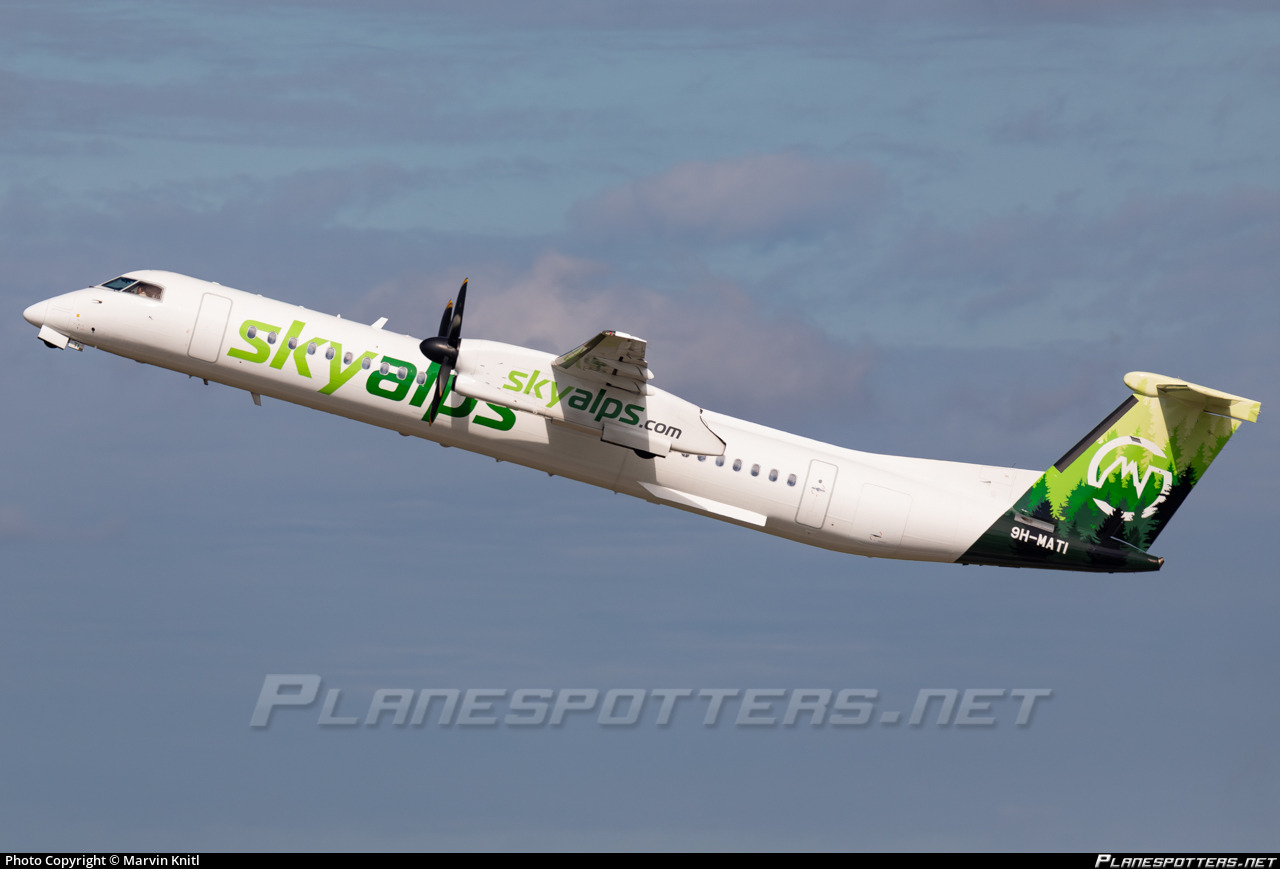 skyalps
skyalps.com
9H-MATI
PLANESPOTTERS.NET
Photo Copyright © Marvin Knitl
PLANESPOTTERS.NET